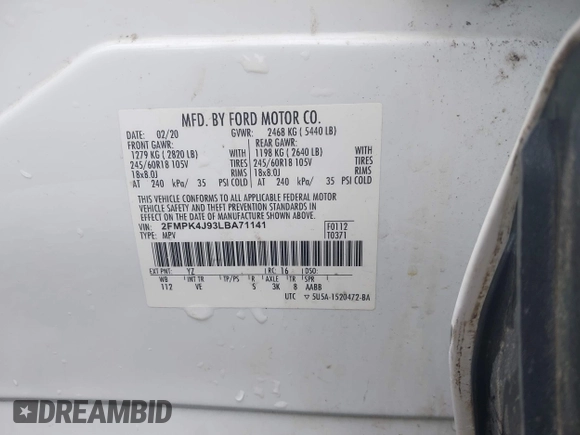 MFD. BY FORD MOTOR CO.
DATE: 02/20 GVWR: 2468 KG ( 5440 LB)
FRONT GAWR: REAR GAWR:
1279 KG ( 2820 LB) WITH 1198 KG ( 2640 LB) WITH
245/60R18 105V TIRES 245/60R18 105V TIRES
18x8.0J RIMS 18x8.0J RIMS
AT 240 kPa/ 35 PSI COLD AT 240 kPa/ 35 PSI COLD
THIS VEHICLE CONFORMS TO ALL APPLICABLE FEDERAL MOTOR
VEHICLE SAFETY AND THEFT PREVENTION STANDARDS IN EFFECT
ON THE DATE OF MANUFACTURE SHOWN ABOVE.
VIN: 2FMPK4J93LBA71141 F0112
TYPE: MPV T0371
EXT PNT: YZ RC: 16 DSO:
WB INT TR TP/PS R AXLE TR SPR
112 VE S 3K 8 AABB
UTC ▽ 5U5A-1520472-BA
DREAMBID